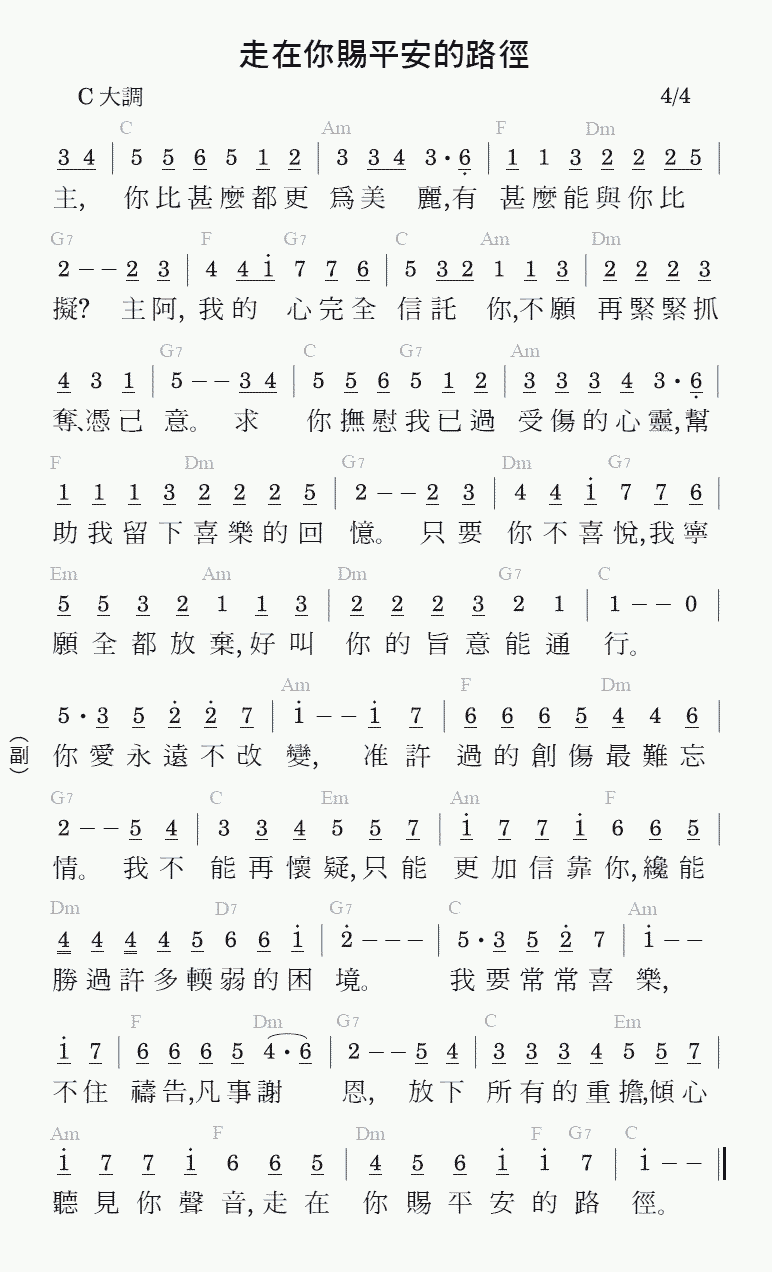 走在你賜平安的路徑
C 大調 4/4
C Am F Dm
3 4 | 5 5 6 5 1 2 | 3 3 4 3 · 6 | 1 1 3 2 2 2 5 |
主, 你比甚麼都更 為美 麗,有 甚麼能與你比
G7 F G7 C Am Dm
2 – – 2 3 | 4 4 i 7 7 6 | 5 3 2 1 1 3 | 2 2 2 3
擬? 主阿, 我的 心完全 信託 你,不願 再緊緊抓
G7 C G7 Am
4 3 1 | 5 – – 3 4 | 5 5 6 5 1 2 | 3 3 3 4 3 · 6 |
奪、憑己 意。 求 你撫慰我已過 受傷的心靈,幫
F Dm G7 Dm G7
1 1 1 3 2 2 2 5 | 2 – – 2 3 | 4 4 i 7 7 6 |
助我留下喜樂的回 憶。 只要 你不喜悅,我寧
Em Am Dm G7 C
5 5 3 2 1 1 3 | 2 2 2 3 2 1 | 1 – – 0 |
願全都放棄,好叫 你的旨意能通 行。
Am F Dm
5 · 3 5 2̇ 2̇ 7 | i – – i 7 | 6 6 6 5 4 4 6 |
(副) 你愛永遠不改 變, 准許 過的創傷最難忘
G7 C Em Am F
2 – – 5 4 | 3 3 4 5 5 7 | i 7 7 i 6 6 5 |
情。 我不 能再懷疑,只能 更加信靠你,纔能
Dm D7 G7 C Am
4 4 4 4 5 6 6 i | 2̇ – – – | 5 · 3 5 2̇ 7 | i – –
勝過許多輭弱的困 境。 我要常常喜 樂,
F Dm G7 C Em
i 7 | 6 6 6 5 4 · 6 | 2 – – 5 4 | 3 3 3 4 5 5 7 |
不住 禱告,凡事謝 恩, 放下 所有的重擔,傾心
Am F Dm F G7 C
i 7 7 i 6 6 5 | 4 5 6 i i 7 | i – – ‖
聽見你聲音,走在 你賜平安的路 徑。